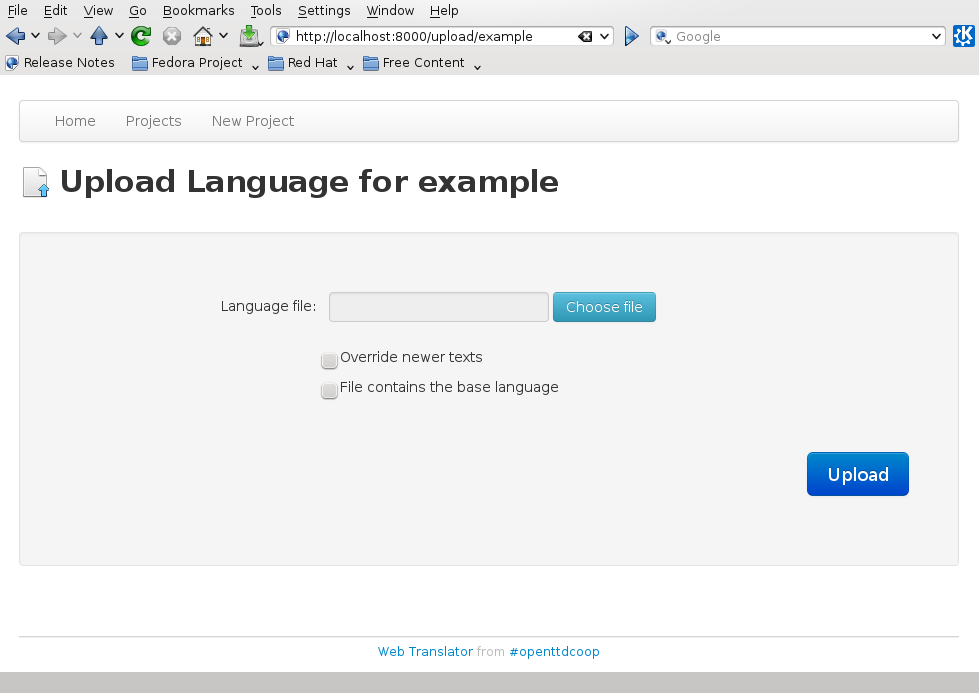 File Edit View Go Bookmarks Tools Settings Window Help
http://localhost:8000/upload/example Google
Release Notes Fedora Project Red Hat Free Content
Home Projects New Project
Upload Language for example
Language file: Choose file
Override newer texts
File contains the base language
Upload
Web Translator from #openttdcoop